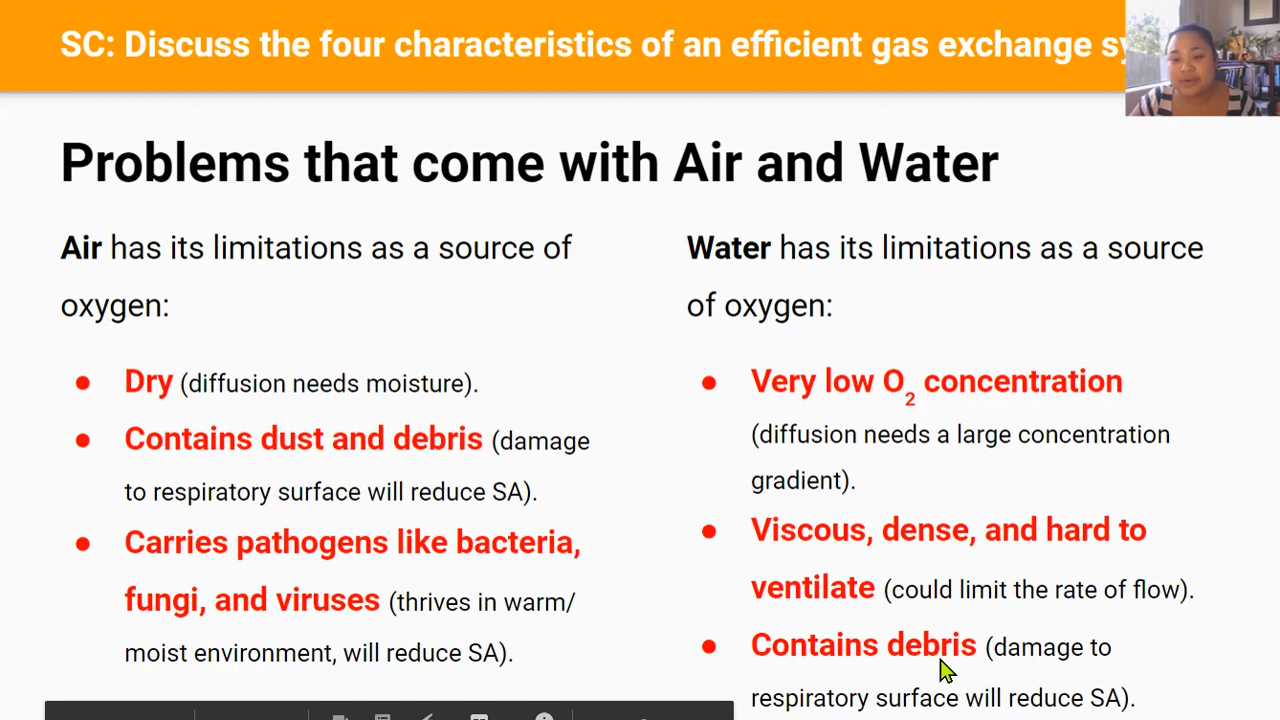 SC: Discuss the four characteristics of an efficient gas exchange
Problems that come with Air and Water
Air has its limitations as a source of
oxygen:
● Dry (diffusion needs moisture).
● Contains dust and debris (damage
to respiratory surface will reduce SA).
● Carries pathogens like bacteria,
fungi, and viruses (thrives in warm/
moist environment, will reduce SA).
Water has its limitations as a source
of oxygen:
● Very low O₂ concentration
(diffusion needs a large concentration
gradient).
● Viscous, dense, and hard to
ventilate (could limit the rate of flow).
● Contains debris (damage to
respiratory surface will reduce SA).